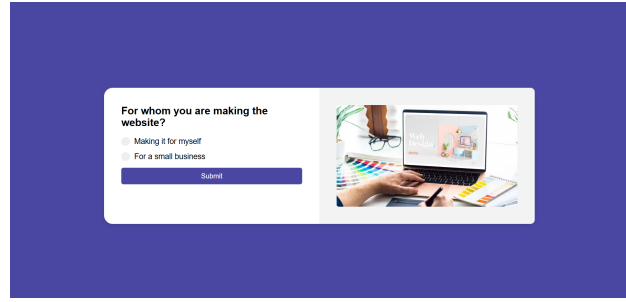 For whom you are making the
website?
Making it for myself
For a small business
Submit
Web
Design